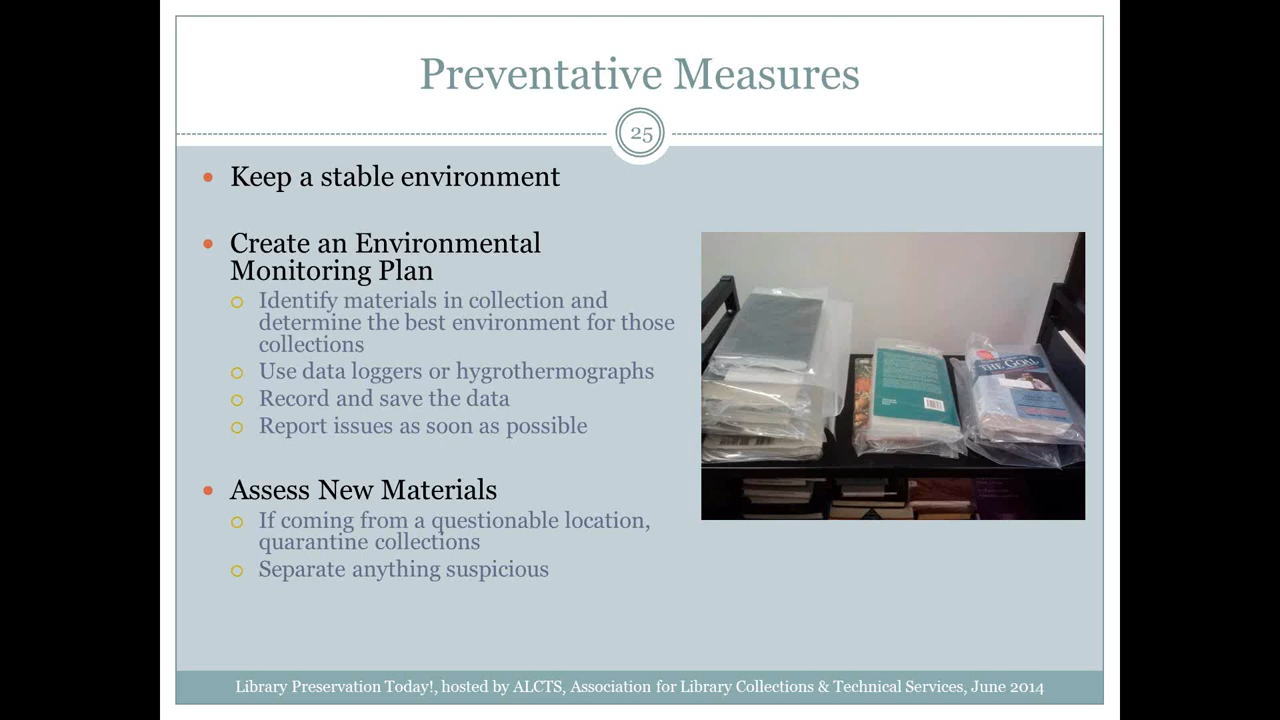 Preventative Measures
25
Keep a stable environment
Create an Environmental
Monitoring Plan
Identify materials in collection and
determine the best environment for those
collections
Use data loggers or hygrothermographs
Record and save the data
Report issues as soon as possible
Assess New Materials
If coming from a questionable location,
quarantine collections
Separate anything suspicious
THE GOAL
Library Preservation Today!, hosted by ALCTS, Association for Library Collections & Technical Services, June 2014